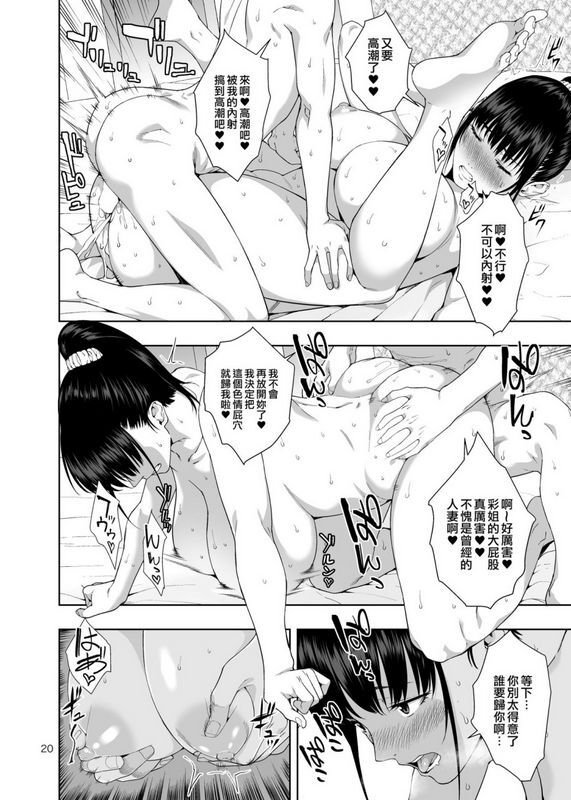 又要
高潮了♥♥
來啊♥高潮吧♥
被我的內射
搞到高潮吧♥♥
啊♥不行♥
不可以內射♥♥
啊~好厲害♥
彩姐的大屁股
真厲害♥
不愧是曾經的
人妻啊♥
我不會
再放開妳了♥
我決定把
這個色情屁穴
就歸我啦♥
等下…
你別太得意了
誰要歸你啊…
20